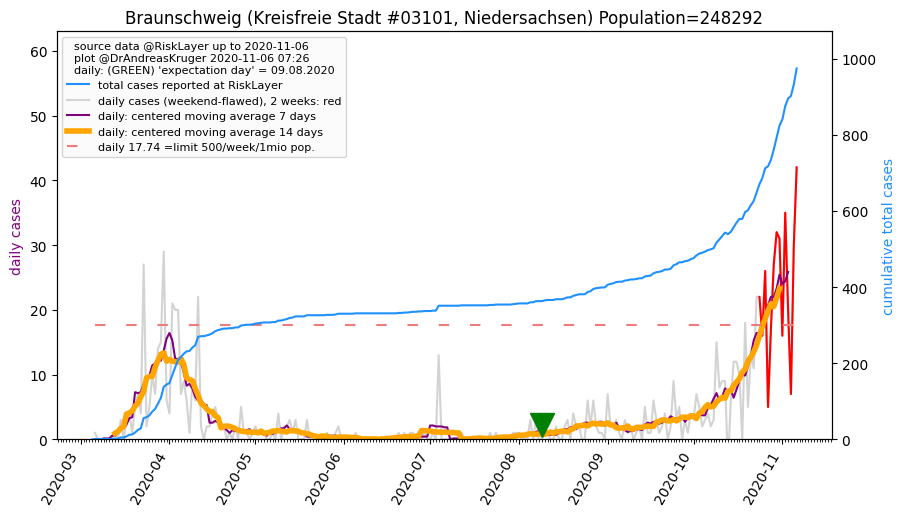 Braunschweig (Kreisfreie Stadt #03101, Niedersachsen) Population=248292
source data @RiskLayer up to 2020-11-06
plot @DrAndreasKruger 2020-11-06 07:26
daily: (GREEN) 'expectation day' = 09.08.2020
total cases reported at RiskLayer
daily cases (weekend-flawed), 2 weeks: red
daily: centered moving average 7 days
daily: centered moving average 14 days
daily 17.74 =limit 500/week/1mio pop.
daily cases
60
50
40
30
20
10
0
cumulative total cases
1000
800
600
400
200
0
2020-03
2020-04
2020-05
2020-06
2020-07
2020-08
2020-09
2020-10
2020-11